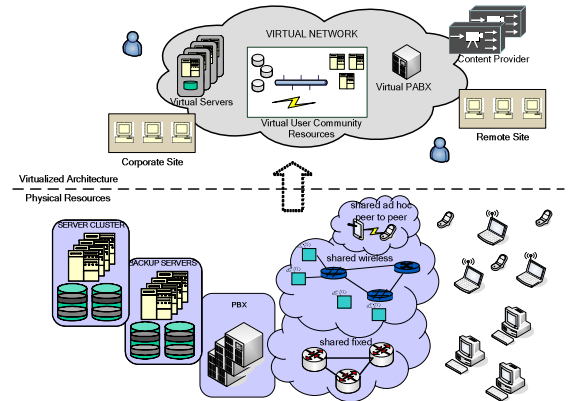 VIRTUAL NETWORK
Content Provider
Virtual Servers
Virtual PABX
Virtual User Community
Resources
Corporate Site
Remote Site
Virtualized Architecture
Physical Resources
SERVER CLUSTER
BACKUP SERVERS
PBX
shared ad hoc
peer to peer
shared wireless
shared fixed